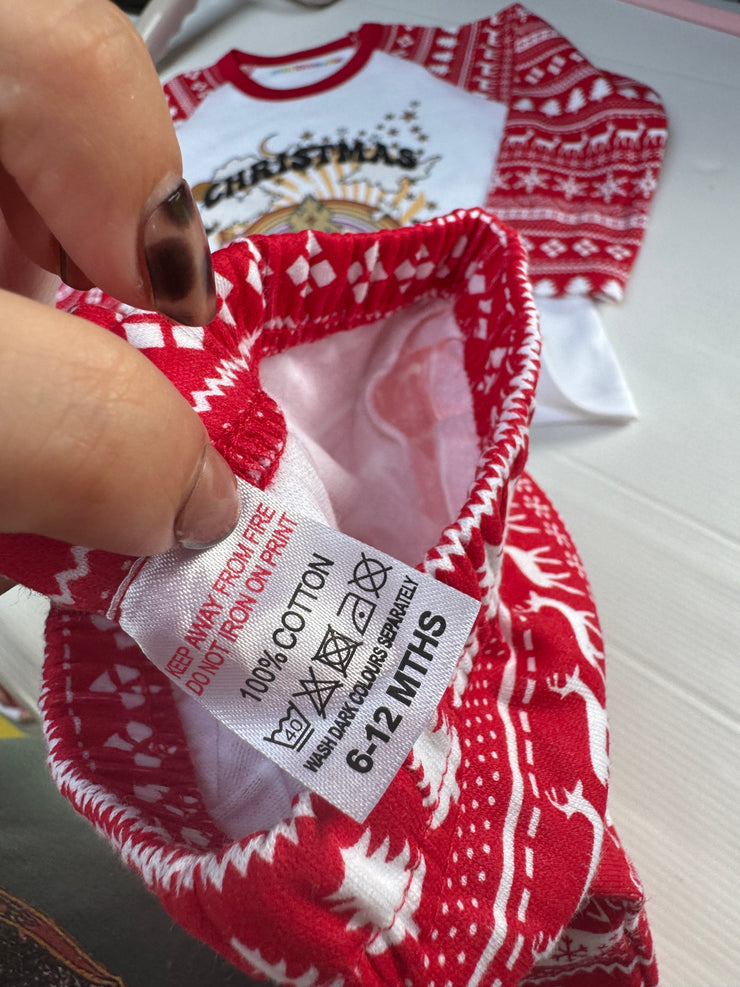 CHRISTMAS
KEEP AWAY FROM FIRE
DO NOT IRON ON PRINT
100% COTTON
40
WASH DARK COLOURS SEPARATELY
6-12 MTHS